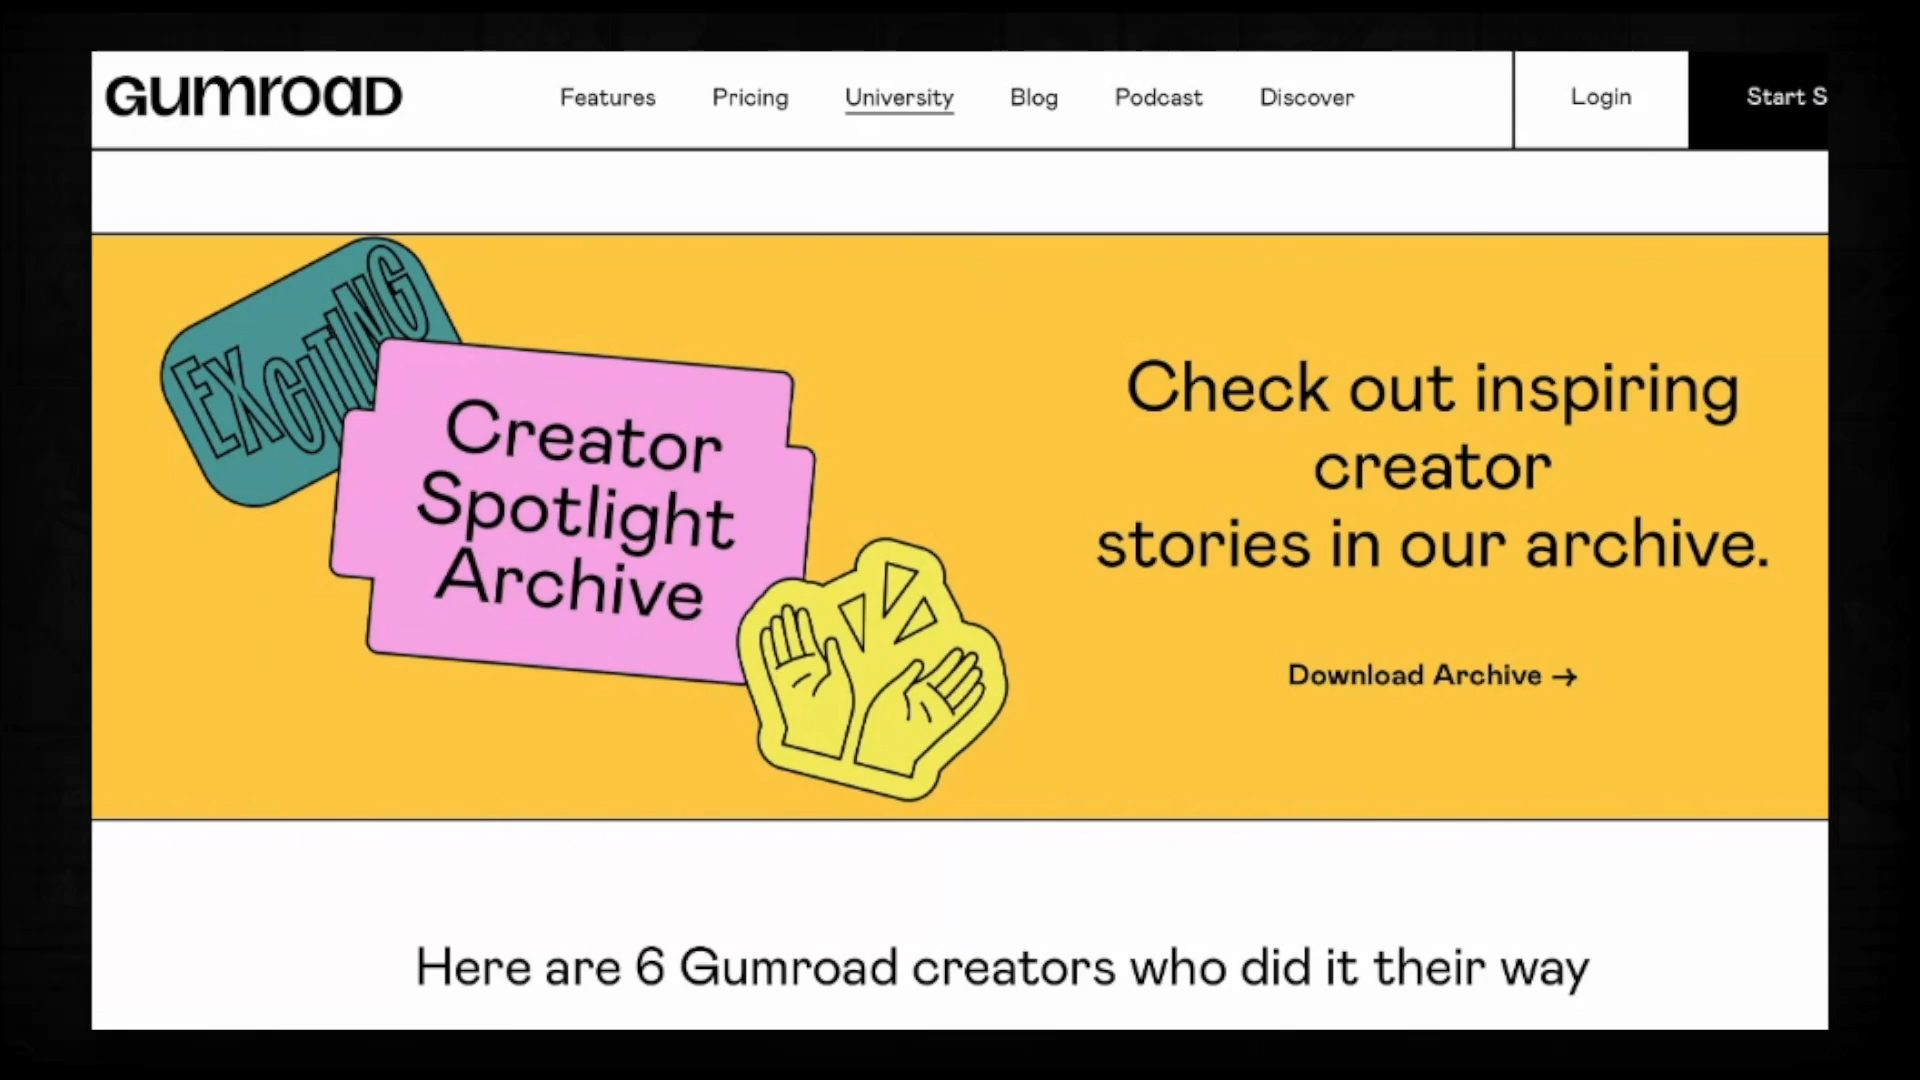 GUMROAD
Features Pricing University Blog Podcast Discover Login Start S
EXCITING
Creator
Spotlight
Archive
Check out inspiring
creator
stories in our archive.
Download Archive →
Here are 6 Gumroad creators who did it their way